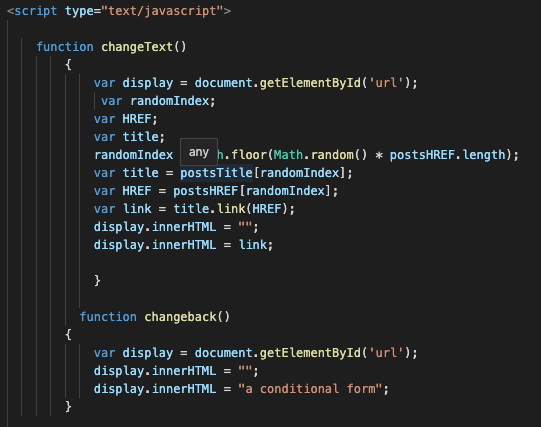 <script type="text/javascript">
function changeText()
{
var display = document.getElementById('url');
var randomIndex;
var HREF;
var title;
randomIndex any h.floor(Math.random() * postsHREF.length);
var title = postsTitle[randomIndex];
var HREF = postsHREF[randomIndex];
var link = title.link(HREF);
display.innerHTML = "";
display.innerHTML = link;
}
function changeback()
{
var display = document.getElementById('url');
display.innerHTML = "";
display.innerHTML = "a conditional form";
}